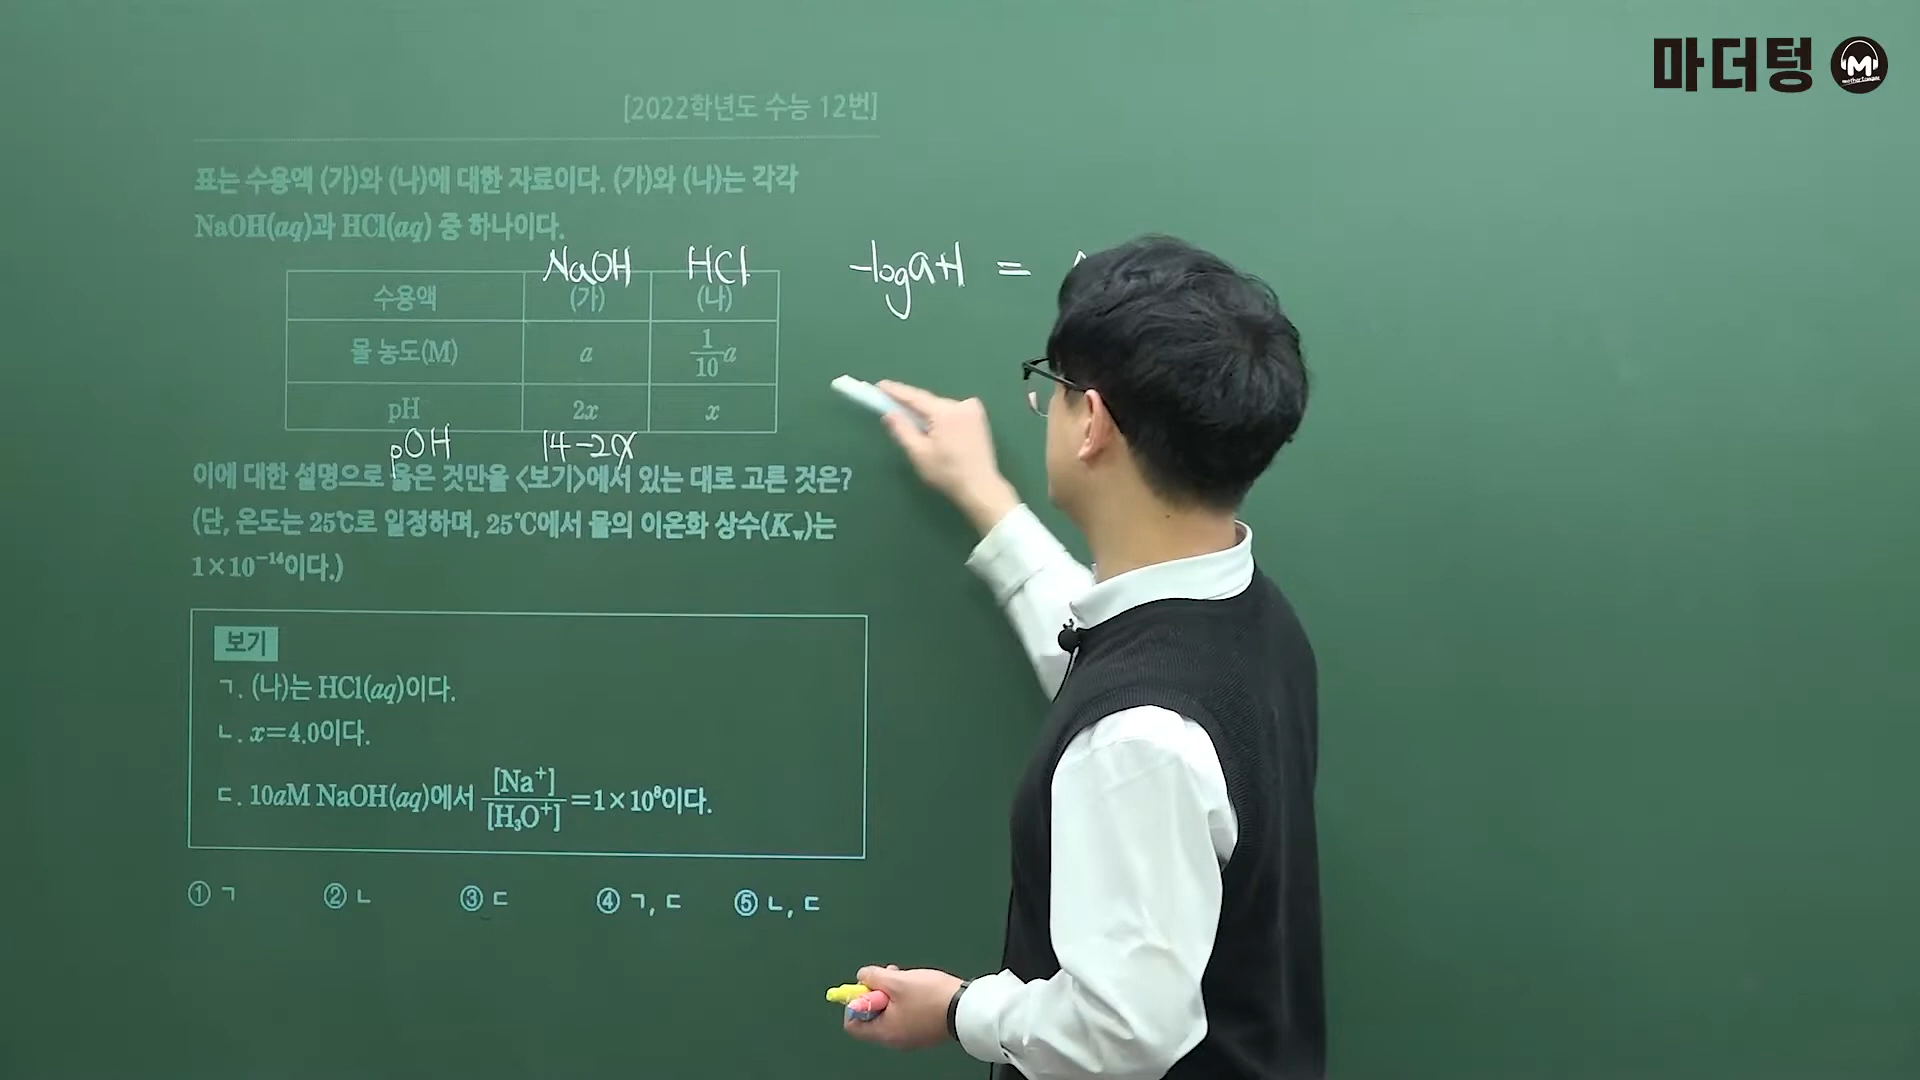 마더텅
[2022학년도 수능 12번]
표는 수용액 (가)와 (나)에 대한 자료이다. (가)와 (나)는 각각
NaOH(aq)과 HCl(aq) 중 하나이다.
NaOH HCl
수용액 (가) (나)
몰 농도(M) a 1/10 a
pH 2x x
pOH 14-2x
-log a+1 =
이에 대한 설명으로 옳은 것만을 <보기>에서 있는 대로 고른 것은?
(단, 온도는 25℃로 일정하며, 25℃에서 물의 이온화 상수(Kw)는
1×10⁻¹⁴이다.)
보기
ㄱ. (나)는 HCl(aq)이다.
ㄴ. x=4.0이다.
ㄷ. 10aM NaOH(aq)에서 [Na⁺]/[H₃O⁺]=1×10⁸이다.
① ㄱ ② ㄴ ③ ㄷ ④ ㄱ, ㄷ ⑤ ㄴ, ㄷ